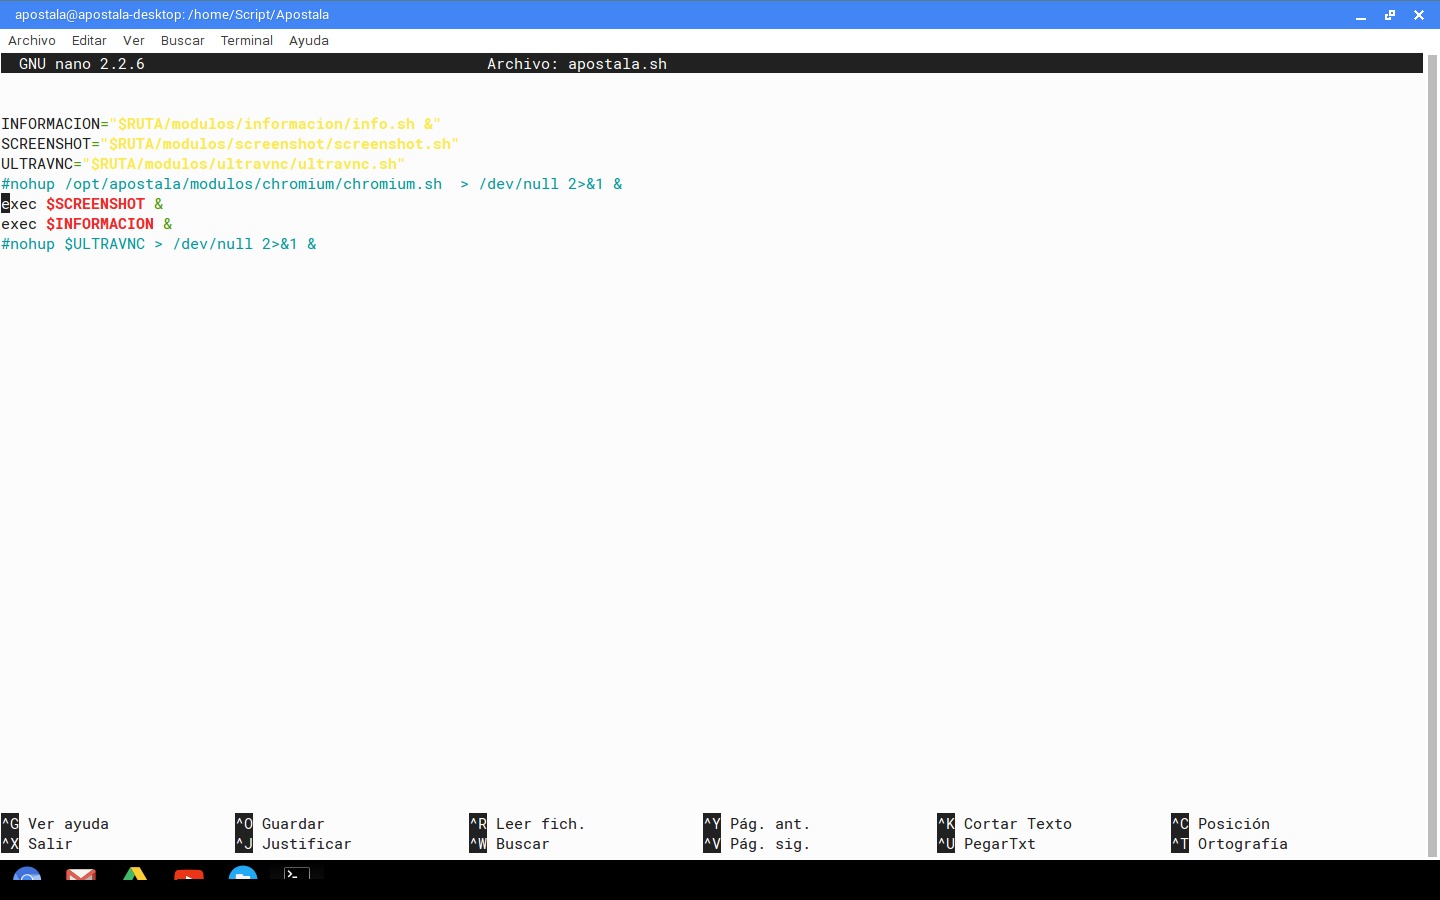 apostala@apostala-desktop: /home/Script/Apostala
Archivo Editar Ver Buscar Terminal Ayuda
GNU nano 2.2.6 Archivo: apostala.sh
INFORMACION="$RUTA/modulos/informacion/info.sh &"
SCREENSHOT="$RUTA/modulos/screenshot/screenshot.sh"
ULTRAVNC="$RUTA/modulos/ultravnc/ultravnc.sh"
#nohup /opt/apostala/modulos/chromium/chromium.sh  > /dev/null 2>&1 &
exec $SCREENSHOT &
exec $INFORMACION &
#nohup $ULTRAVNC > /dev/null 2>&1 &
^G Ver ayuda ^O Guardar ^R Leer fich. ^Y Pág. ant. ^K Cortar Texto ^C Posición
^X Salir ^J Justificar ^W Buscar ^V Pág. sig. ^U PegarTxt ^T Ortografía